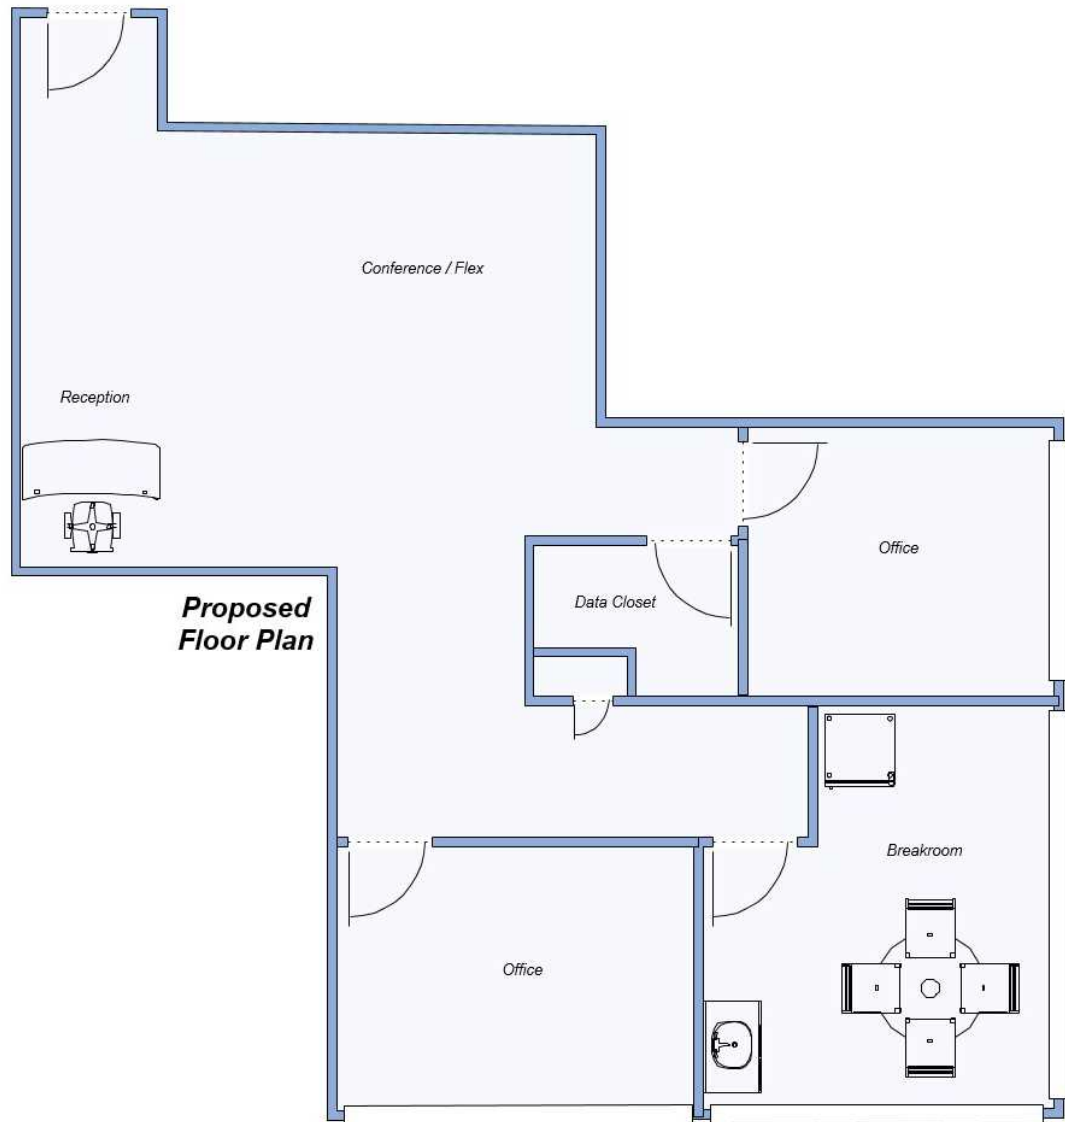 Conference / Flex
Reception
Office
Data Closet
Proposed
Floor Plan
Breakroom
Office